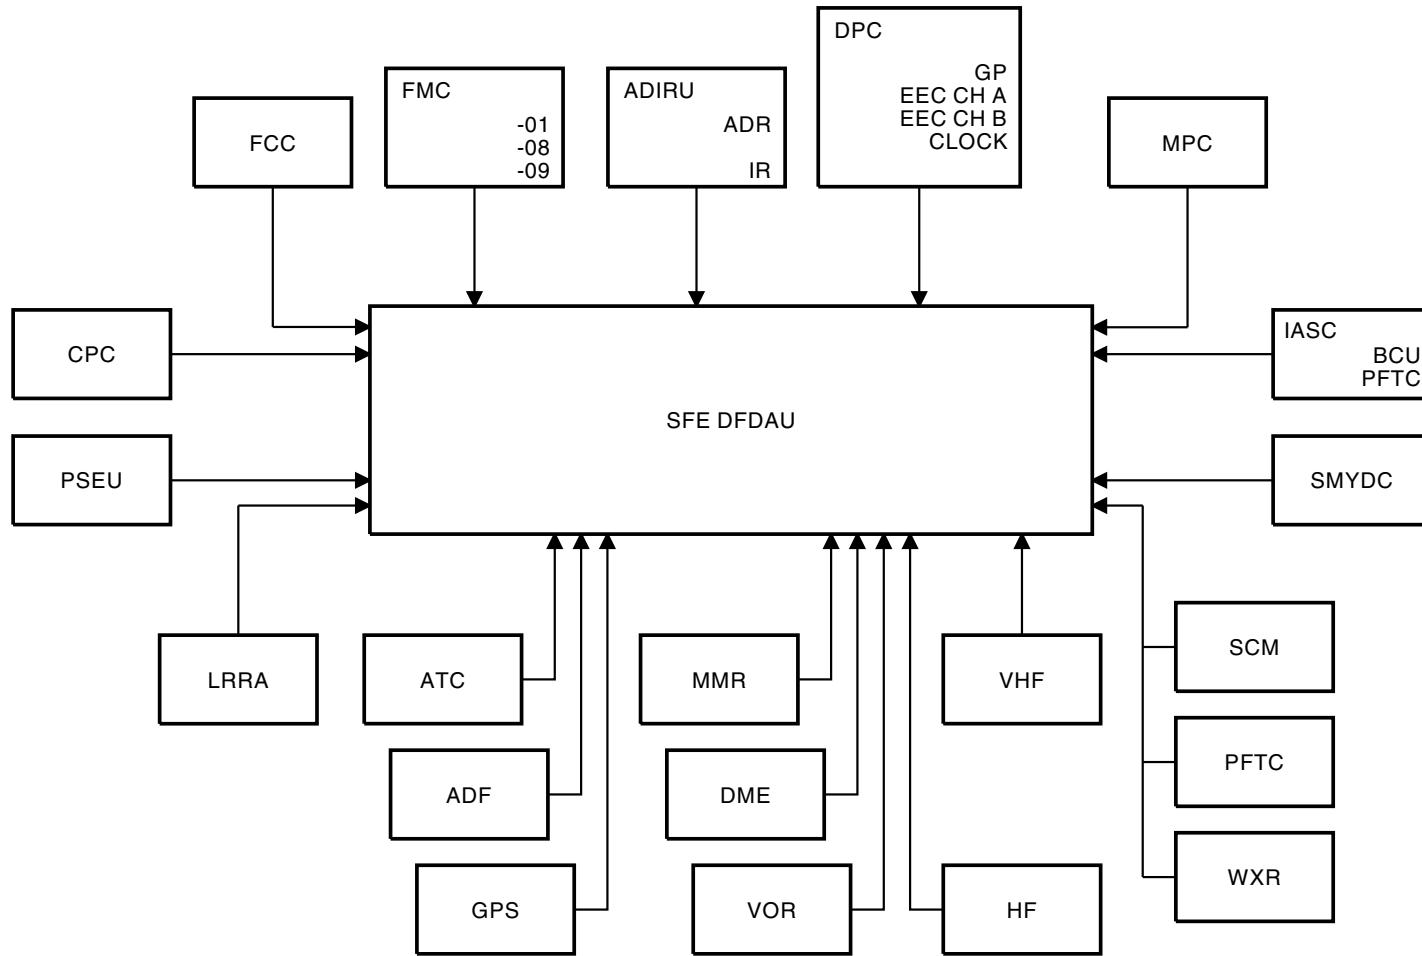 DPC
GP
EEC CH A
EEC CH B
CLOCK
FMC
-01
-08
-09
ADIRU
ADR
IR
FCC
MPC
CPC
IASC
BCU
PFTC
SFE DFDAU
PSEU
SMYDC
LRRA
ATC
MMR
VHF
SCM
ADF
DME
PFTC
GPS
VOR
HF
WXR